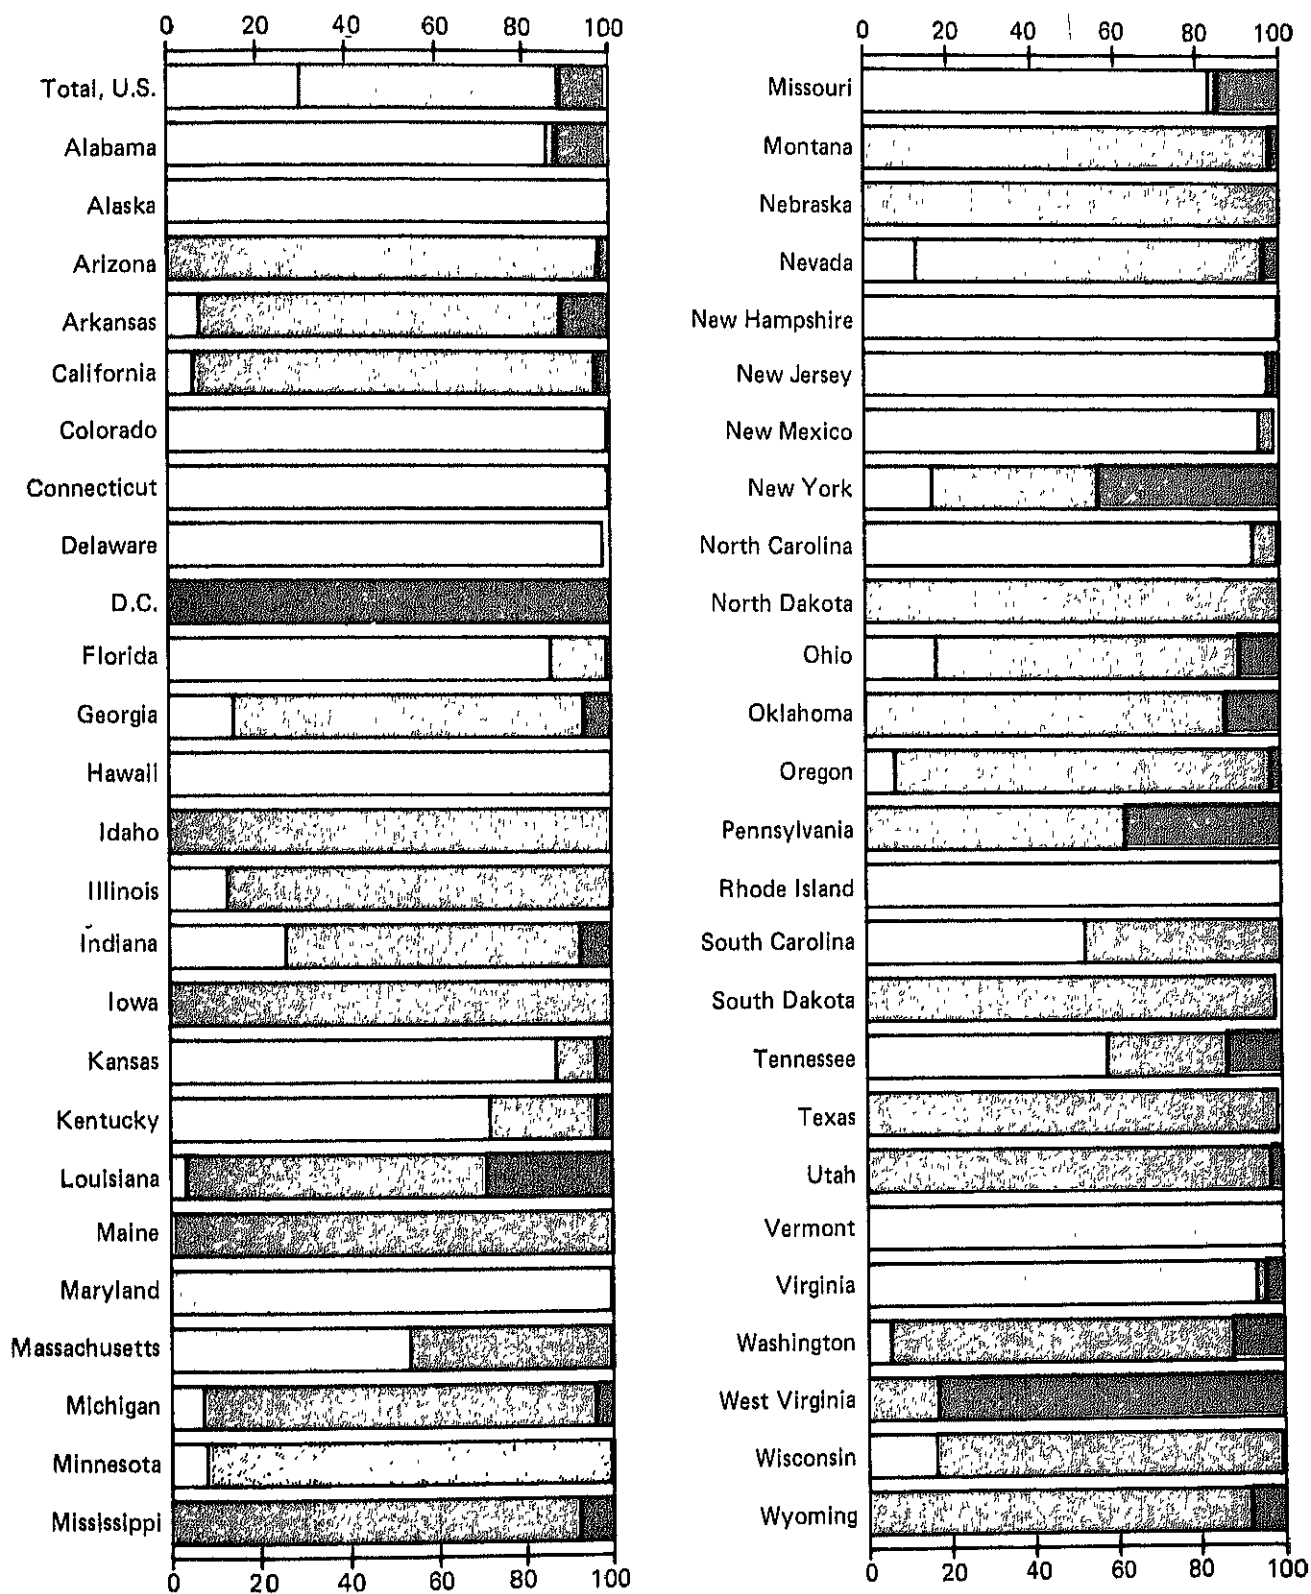 0 20 40 60 80 100
Total, U.S.
Alabama
Alaska
Arizona
Arkansas
California
Colorado
Connecticut
Delaware
D.C.
Florida
Georgia
Hawaii
Idaho
Illinois
Indiana
Iowa
Kansas
Kentucky
Louisiana
Maine
Maryland
Massachusetts
Michigan
Minnesota
Mississippi
0 20 40 60 80 100
0 20 40 60 80 100
Missouri
Montana
Nebraska
Nevada
New Hampshire
New Jersey
New Mexico
New York
North Carolina
North Dakota
Ohio
Oklahoma
Oregon
Pennsylvania
Rhode Island
South Carolina
South Dakota
Tennessee
Texas
Utah
Vermont
Virginia
Washington
West Virginia
Wisconsin
Wyoming
0 20 40 60 80 100